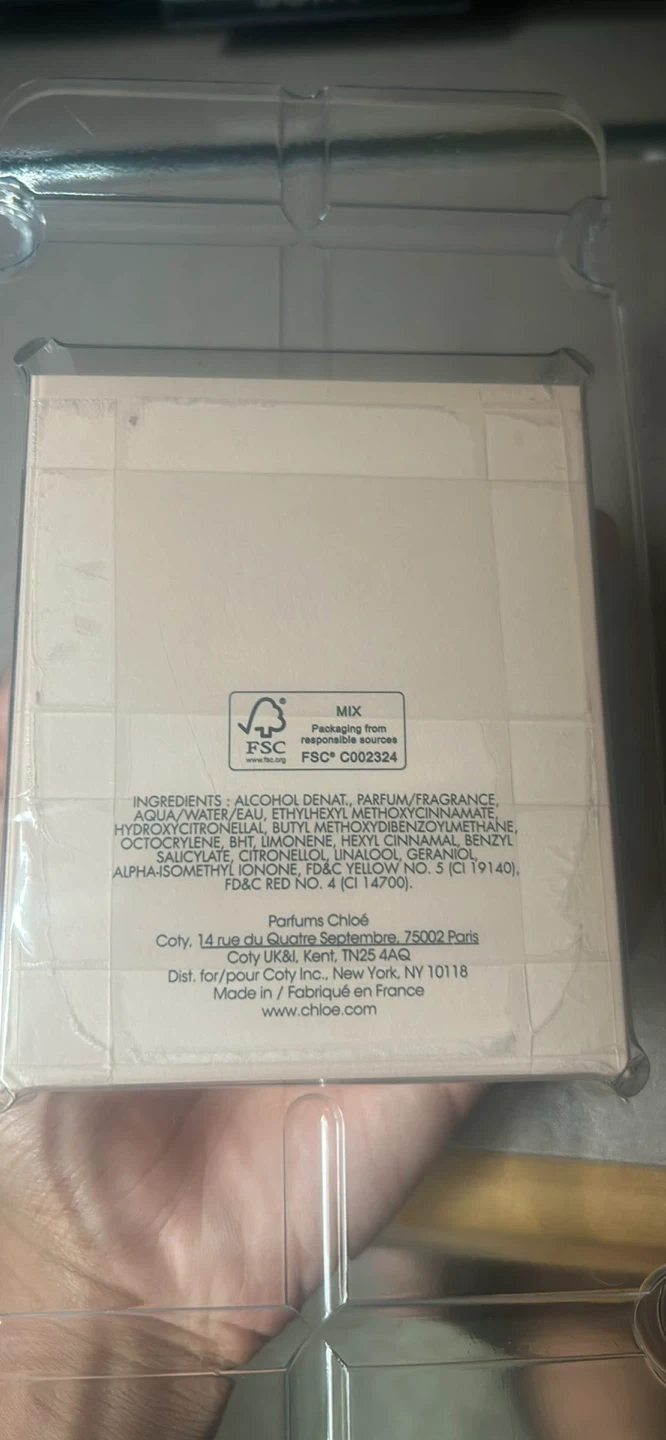 MIX
Packaging from
responsible sources
FSC® C002324
FSC
www.fsc.org
INGREDIENTS : ALCOHOL DENAT., PARFUM/FRAGRANCE,
AQUA/WATER/EAU, ETHYLHEXYL METHOXYCINNAMATE,
HYDROXYCITRONELLAL, BUTYL METHOXYDIBENZOYLMETHANE,
OCTOCRYLENE, BHT, LIMONENE, HEXYL CINNAMAL, BENZYL
SALICYLATE, CITRONELLOL, LINALOOL, GERANIOL,
ALPHA-ISOMETHYL IONONE, FD&C YELLOW NO. 5 (CI 19140),
FD&C RED NO. 4 (CI 14700).
Parfums Chloé
Coty, 14 rue du Quatre Septembre, 75002 Paris
Coty UK&I, Kent, TN25 4AQ
Dist. for/pour Coty Inc., New York, NY 10118
Made in / Fabriqué en France
www.chloe.com